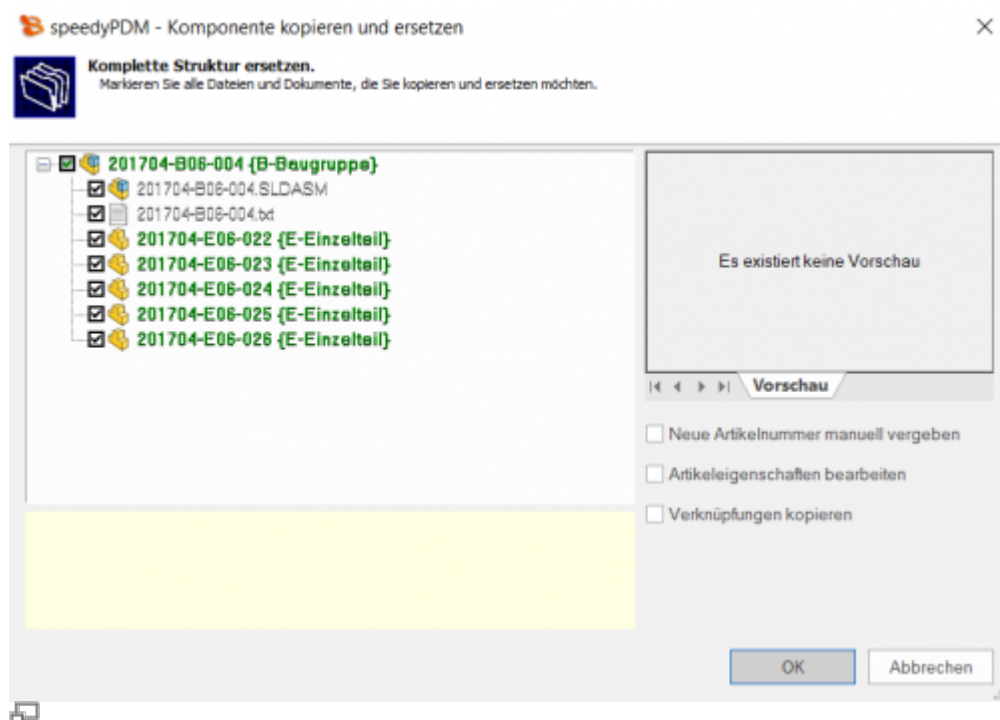 speedyPDM - Komponente kopieren und ersetzen
Komplette Struktur ersetzen.
Markieren Sie alle Dateien und Dokumente, die Sie kopieren und ersetzen möchten.
201704-B06-004 {B-Baugruppe}
201704-B06-004.SLDASM
201704-B06-004.txt
201704-E06-022 {E-Einzelteil}
201704-E06-023 {E-Einzelteil}
201704-E06-024 {E-Einzelteil}
201704-E06-025 {E-Einzelteil}
201704-E06-026 {E-Einzelteil}
Es existiert keine Vorschau
Vorschau
Neue Artikelnummer manuell vergeben
Artikeleigenschaften bearbeiten
Verknüpfungen kopieren
OK Abbrechen